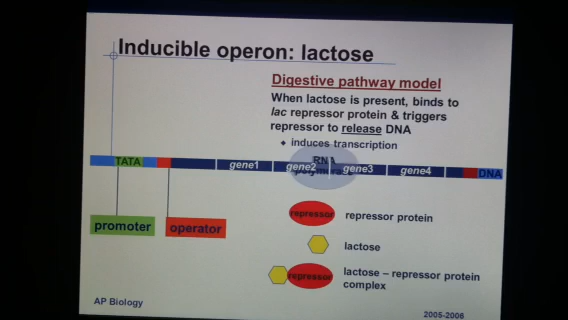 Inducible operon: lactose
Digestive pathway model
When lactose is present, binds to
lac repressor protein & triggers
repressor to release DNA
induces transcription
RNA
TATA
gene1
gene2
gene3
gene4
DNA
promoter
operator
repressor
repressor protein
lactose
repressor
lactose – repressor protein
complex
AP Biology
2005-2006